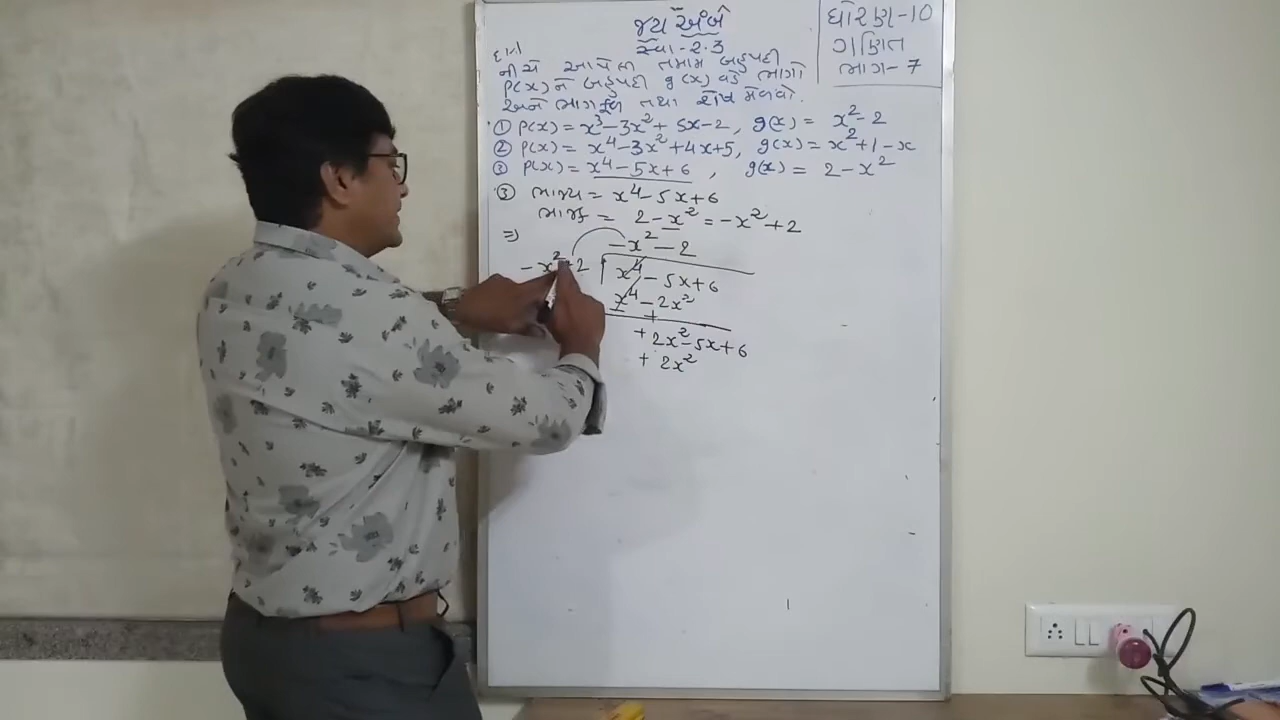 જય અંબે
સ્વા-2.3
ધોરણ-10
ગણિત
ભાગ-7
દાખલો
નીચે આપેલી તમામ બહુપદી
p(x)ને બહુપદી g(x) વડે ભાગો
અને ભાગફળ તથા શેષ મેળવો.
① p(x) = x³-3x²+5x-2, g(x) = x²-2
② p(x) = x⁴-3x²+4x+5, g(x) = x²+1-x
③ p(x) = x⁴-5x+6, g(x) = 2-x²
③ ભાજ્ય = x⁴-5x+6
ભાજક = 2-x² = -x²+2
⇒ -x²-2
-x²+2 x⁴-5x+6
x⁴-2x²
- +
+2x²-5x+6
+2x²